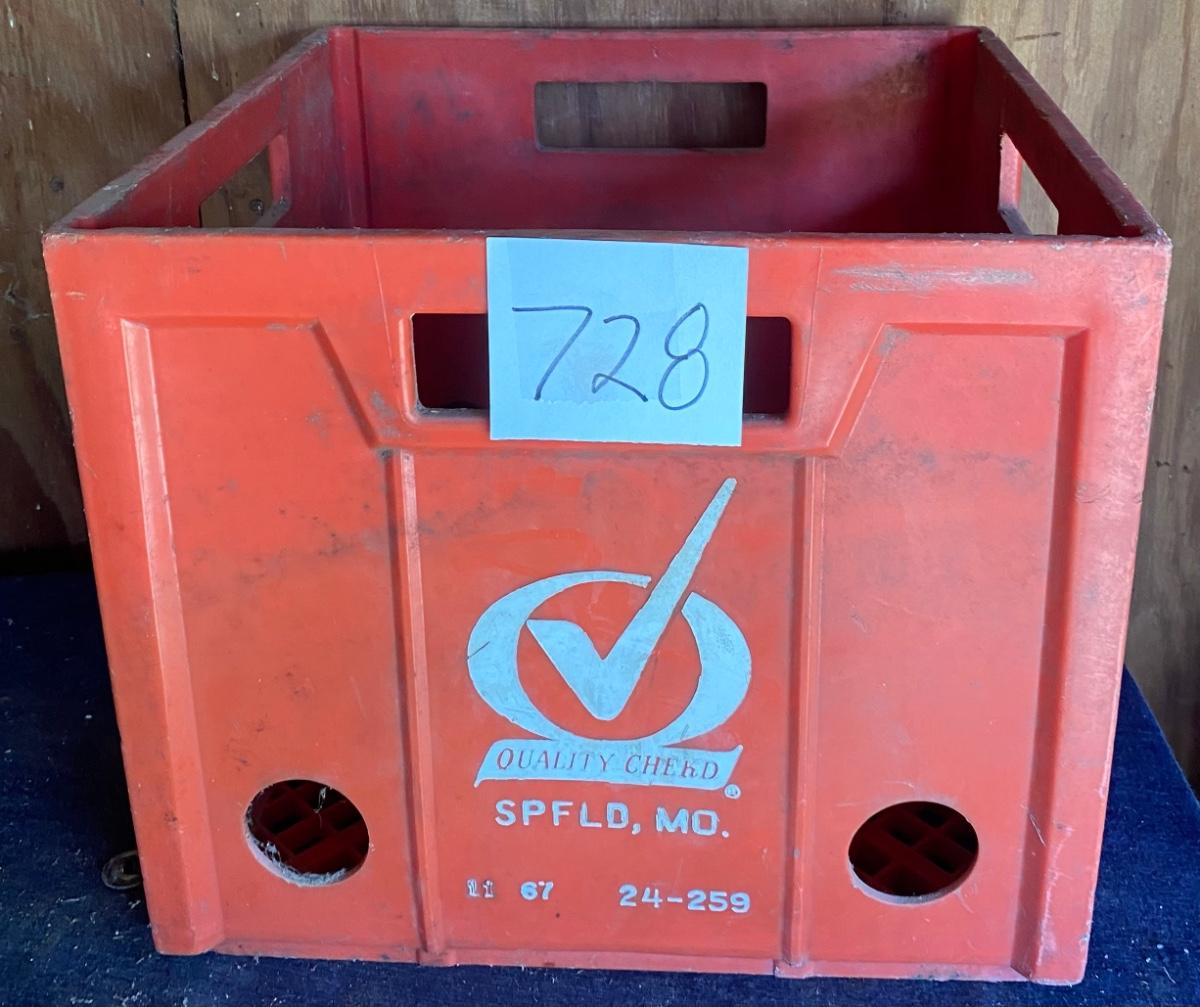 728
QUALITY CHEKD
®
SPFLD, MO.
11 67 24-259